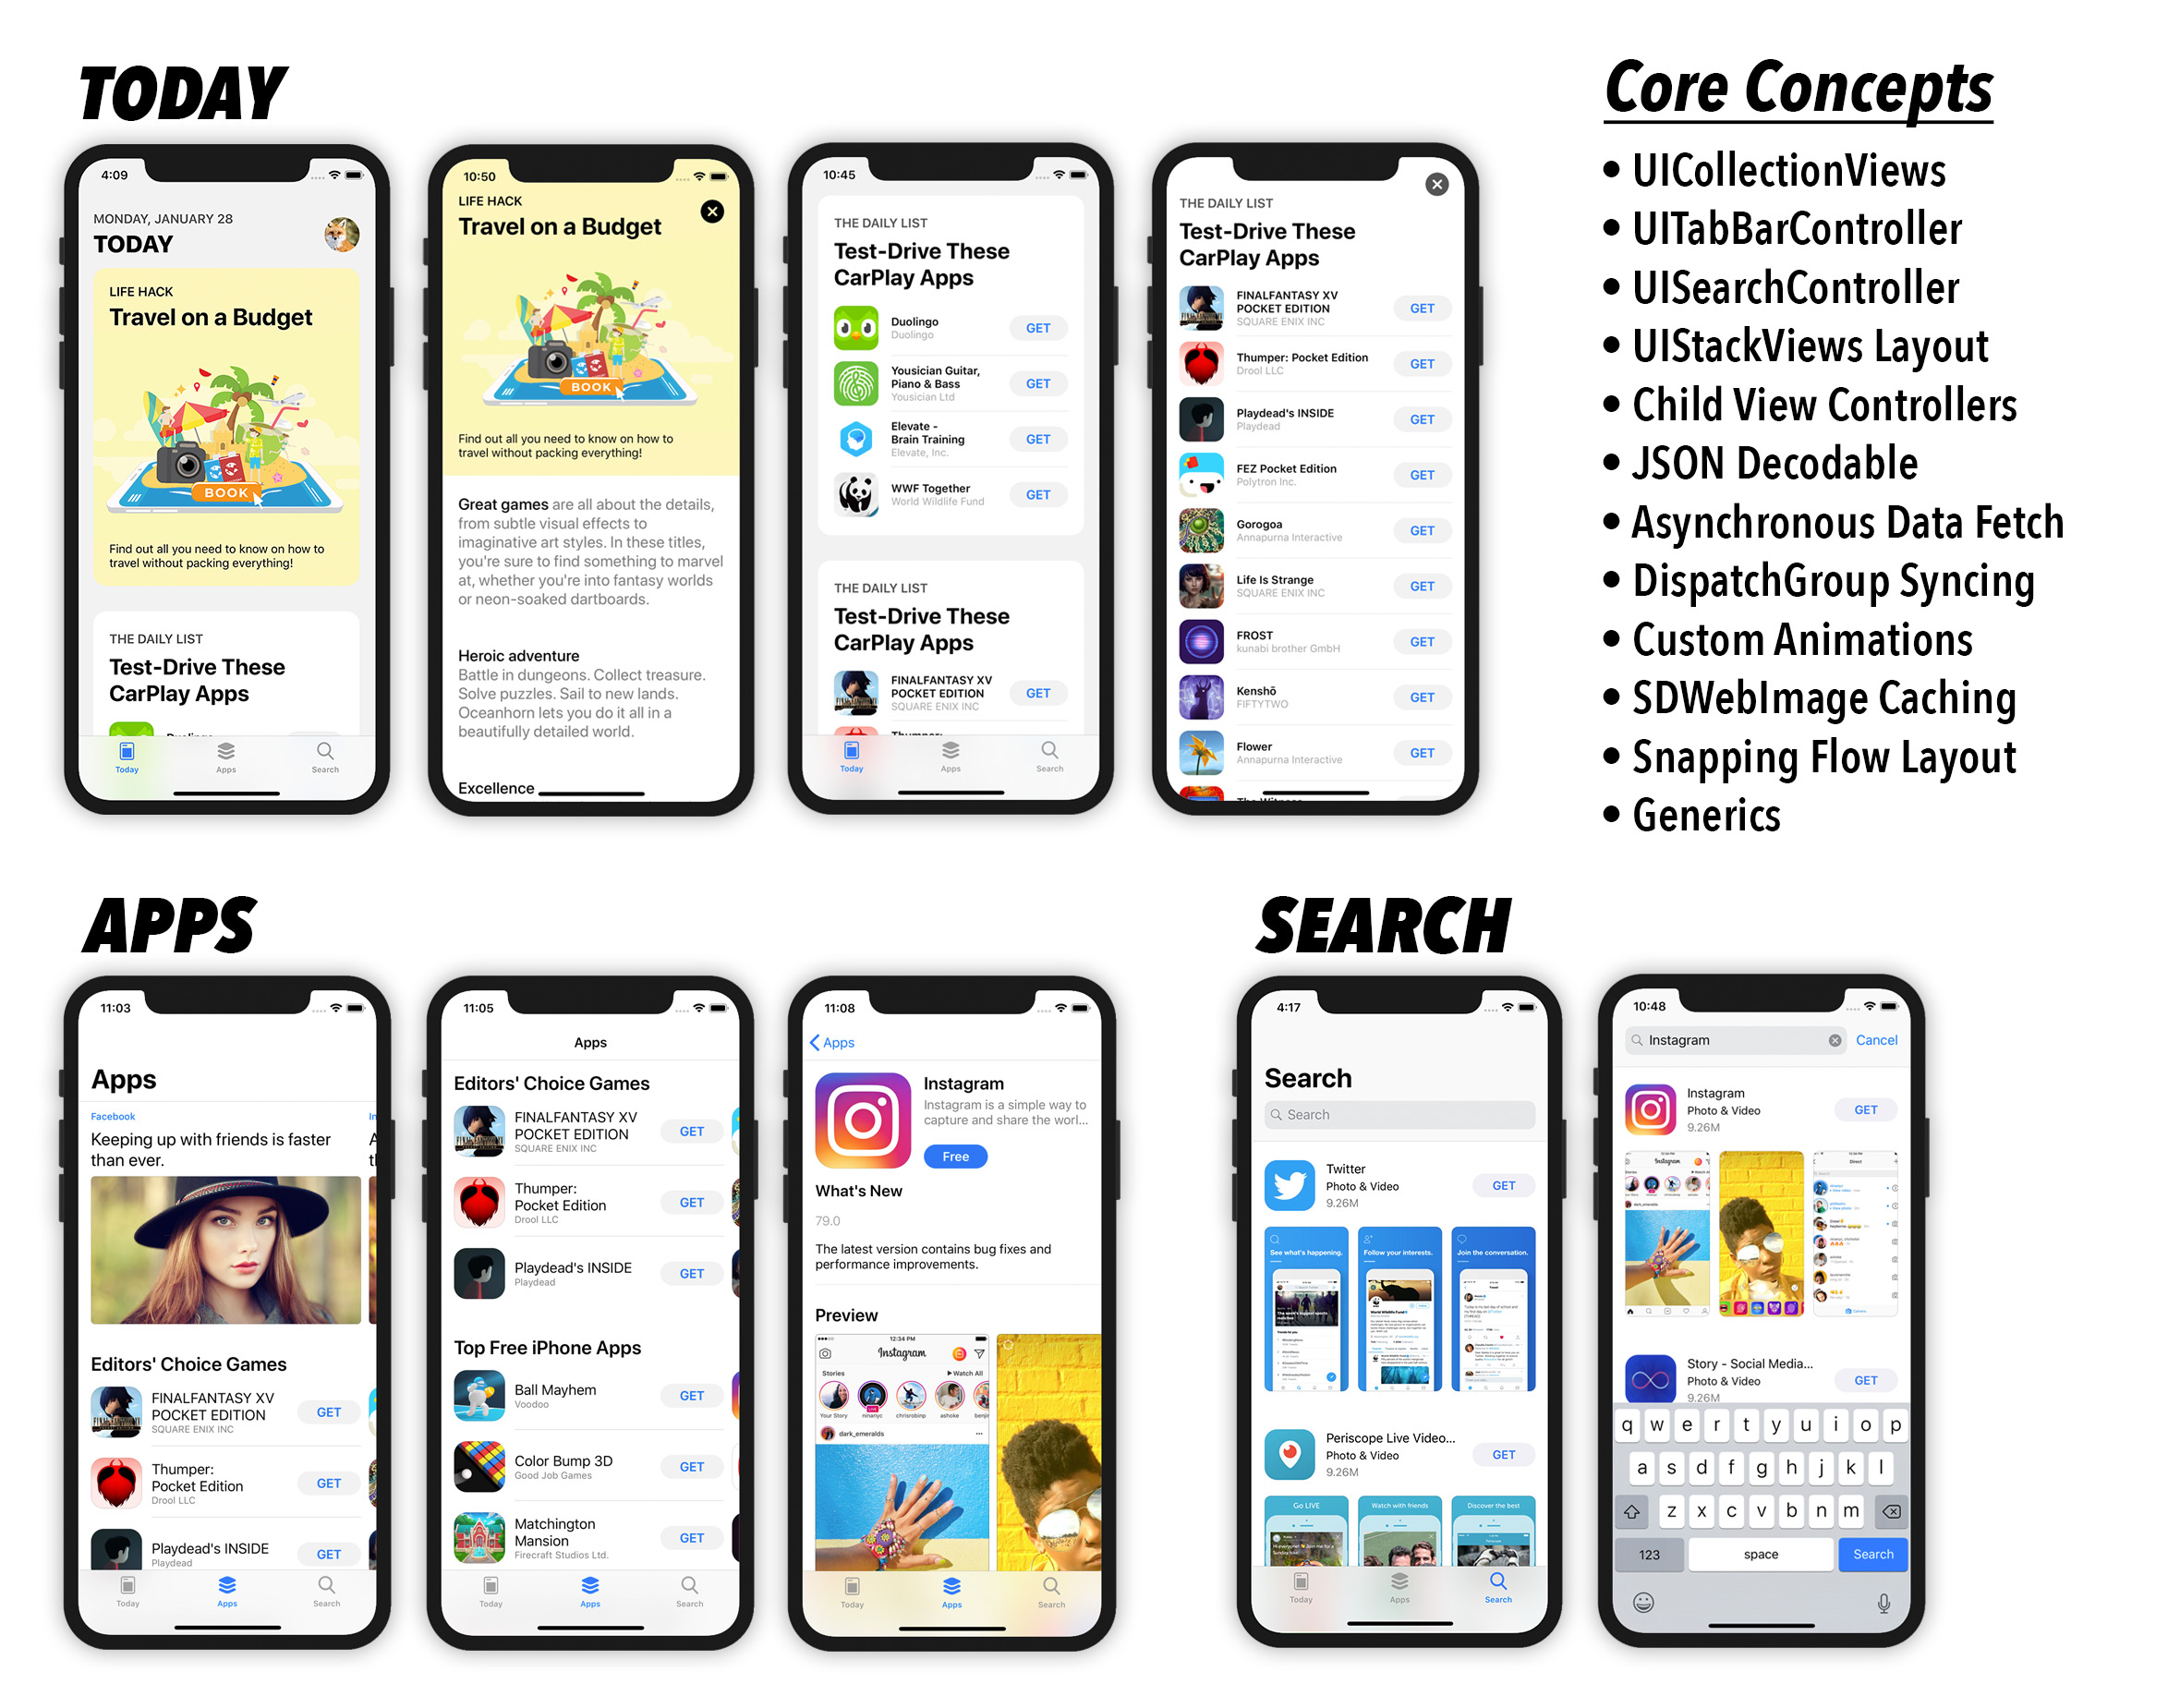 TODAY
4:09
MONDAY, JANUARY 28
TODAY
LIFE HACK
Travel on a Budget
BOOK
Find out all you need to know on how to
travel without packing everything!
THE DAILY LIST
Test-Drive These
CarPlay Apps
Duolingo
Today
Apps
Search
10:50
LIFE HACK
Travel on a Budget
BOOK
Find out all you need to know on how to
travel without packing everything!
Great games are all about the details,
from subtle visual effects to
imaginative art styles. In these titles,
you're sure to find something to marvel
at, whether you're into fantasy worlds
or neon-soaked dartboards.
Heroic adventure
Battle in dungeons. Collect treasure.
Solve puzzles. Sail to new lands.
Oceanhorn lets you do it all in a
beautifully detailed world.
Excellence
10:45
THE DAILY LIST
Test-Drive These
CarPlay Apps
Duolingo
Duolingo
GET
Yousician Guitar,
Piano & Bass
Yousician Ltd
GET
Elevate -
Brain Training
Elevate, Inc.
GET
WWF Together
World Wildlife Fund
GET
THE DAILY LIST
Test-Drive These
CarPlay Apps
FINALFANTASY XV
POCKET EDITION
SQUARE ENIX INC
GET
Thumper:
Today
Apps
Search
THE DAILY LIST
Test-Drive These
CarPlay Apps
FINALFANTASY XV
POCKET EDITION
SQUARE ENIX INC
GET
Thumper: Pocket Edition
Drool LLC
GET
Playdead's INSIDE
Playdead
GET
FEZ Pocket Edition
Polytron Inc.
GET
Gorogoa
Annapurna Interactive
GET
Life Is Strange
SQUARE ENIX INC
GET
FROST
kunabi brother GmbH
GET
Kenshō
FIFTYTWO
GET
Flower
Annapurna Interactive
GET
The Witness
Core Concepts
• UICollectionViews
• UITabBarController
• UISearchController
• UIStackViews Layout
• Child View Controllers
• JSON Decodable
• Asynchronous Data Fetch
• DispatchGroup Syncing
• Custom Animations
• SDWebImage Caching
• Snapping Flow Layout
• Generics
APPS
11:03
Apps
Facebook
Keeping up with friends is faster
than ever.
Editors' Choice Games
FINALFANTASY XV
POCKET EDITION
SQUARE ENIX INC
GET
Thumper:
Pocket Edition
Drool LLC
GET
Playdead's INSIDE
Playdead
GET
Today
Apps
Search
11:05
Apps
Editors' Choice Games
FINALFANTASY XV
POCKET EDITION
SQUARE ENIX INC
GET
Thumper:
Pocket Edition
Drool LLC
GET
Playdead's INSIDE
Playdead
GET
Top Free iPhone Apps
Ball Mayhem
Voodoo
GET
Color Bump 3D
Good Job Games
GET
Matchington
Mansion
Firecraft Studios Ltd.
GET
Today
Apps
Search
11:08
Apps
Instagram
Instagram is a simple way to
capture and share the worl...
Free
What's New
79.0
The latest version contains bug fixes and
performance improvements.
Preview
12:34 PM
Instagram
Stories
Watch All
Your Story
LIVE
ninanyc
chrisrobinp
ashoke
benjir
dark_emeralds
Today
Apps
Search
SEARCH
4:17
Search
Search
Twitter
Photo & Video
9.26M
GET
See what's happening.
Follow your interests.
Join the conversation.
Periscope Live Video...
Photo & Video
9.26M
GET
Go LIVE
Watch with friends
Discover the best
Today
Apps
Search
10:48
Instagram
Cancel
Instagram
Photo & Video
9.26M
GET
Instagram
Direct
Story - Social Media...
Photo & Video
9.26M
GET
q w e r t y u i o p
a s d f g h j k l
z x c v b n m
123
space
Search